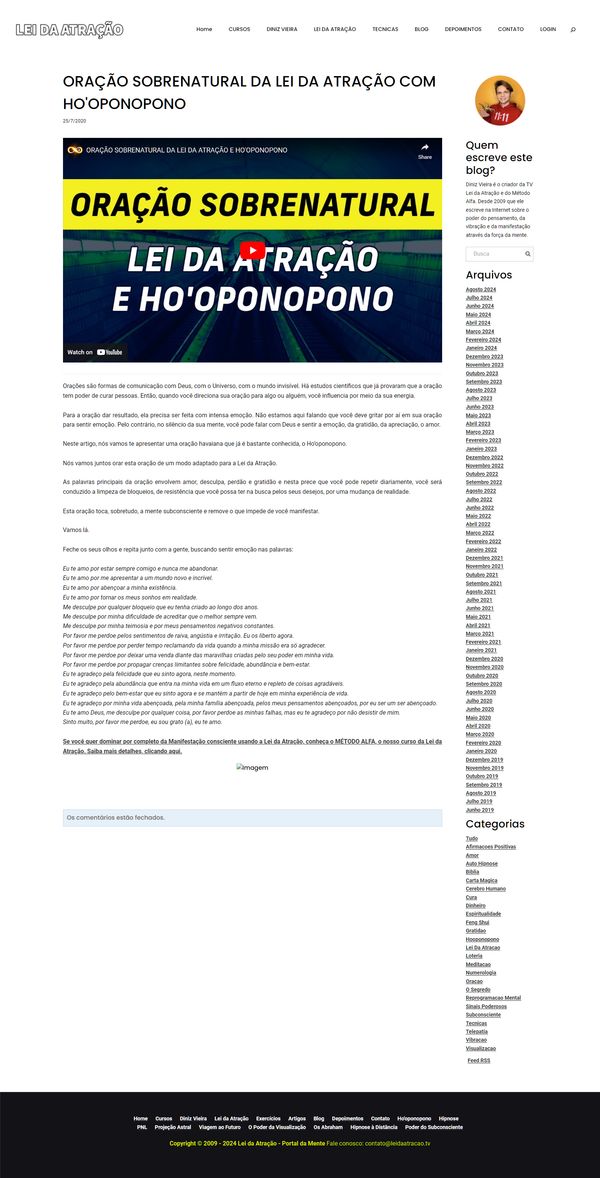 LEI DA ATRAÇÃO
Home CURSOS DINIZ VIEIRA LEI DA ATRAÇÃO TECNICAS BLOG DEPOIMENTOS CONTATO LOGIN
ORAÇÃO SOBRENATURAL DA LEI DA ATRAÇÃO COM
HO'OPONOPONO
25/7/2020
ORAÇÃO SOBRENATURAL DA LEI DA ATRAÇÃO E HO'OPONOPONO
Share
ORAÇÃO SOBRENATURAL
LEI DA ATRAÇÃO
E HO'OPONOPONO
Watch on YouTube
Orações são formas de comunicação com Deus, com o Universo, com o mundo invisível. Há estudos científicos que já provaram que a oração
tem poder de curar pessoas. Então, quando você direciona sua oração para algo ou alguém, você influencia por meio da sua energia.
Para a oração dar resultado, ela precisa ser feita com intensa emoção. Não estamos aqui falando que você deve gritar por aí em sua oração
para sentir emoção. Pelo contrário, no silêncio da sua mente, você pode falar com Deus e sentir a emoção, da gratidão, da apreciação, o amor.
Neste artigo, nós vamos te apresentar uma oração havaiana que já é bastante conhecida, o Ho'oponopono.
Nós vamos juntos orar esta oração de um modo adaptado para a Lei da Atração.
As palavras principais da oração envolvem amor, desculpa, perdão e gratidão e nesta prece que você pode repetir diariamente, você será
conduzido a limpeza de bloqueios, de resistência que você possa ter na busca pelos seus desejos, por uma mudança de realidade.
Esta oração toca, sobretudo, a mente subconsciente e remove o que impede de você manifestar.
Vamos lá.
Feche os seus olhos e repita junto com a gente, buscando sentir emoção nas palavras:
Eu te amo por estar sempre comigo e nunca me abandonar.
Eu te amo por me apresentar a um mundo novo e incrível.
Eu te amo por abençoar a minha existência.
Eu te amo por tornar os meus sonhos em realidade.
Me desculpe por qualquer bloqueio que eu tenha criado ao longo dos anos.
Me desculpe por minha dificuldade de acreditar que o melhor sempre vem.
Me desculpe por minha teimosia e por meus pensamentos negativos constantes.
Por favor me perdoe pelos sentimentos de raiva, angústia e irritação. Eu os liberto agora.
Por favor me perdoe por perder tempo reclamando da vida quando a minha missão era só agradecer.
Por favor me perdoe por deixar uma venda diante das maravilhas criadas pelo seu poder em minha vida.
Por favor me perdoe por propagar crenças limitantes sobre felicidade, abundância e bem-estar.
Eu te agradeço pela felicidade que eu sinto agora, neste momento.
Eu te agradeço pela abundância que entra na minha vida em um fluxo eterno e repleto de coisas agradáveis.
Eu te agradeço pelo bem-estar que eu sinto agora e se mantém a partir de hoje em minha experiência de vida.
Eu te agradeço por minha vida abençoada, pela minha família abençoada, pelos meus pensamentos abençoados, por eu ser um ser abençoado.
Eu te amo Deus, me desculpe por qualquer coisa, por favor perdoe as minhas falhas, mas eu te agradeço por não desistir de mim.
Sinto muito, por favor me perdoe, eu sou grato (a), eu te amo.
Se você quer dominar por completo da Manifestação consciente usando a Lei da Atração, conheça o MÉTODO ALFA, o nosso curso da Lei da
Atração. Saiba mais detalhes, clicando aqui.
Imagem
Os comentários estão fechados.
11:11
Quem
escreve este
blog?
Diniz Vieira é o criador da TV
Lei da Atração e do Método
Alfa. Desde 2009 que ele
escreve na Internet sobre o
poder do pensamento, da
vibração e da manifestação
através da força da mente.
Busca
Arquivos
Agosto 2024
Julho 2024
Junho 2024
Maio 2024
Abril 2024
Março 2024
Fevereiro 2024
Janeiro 2024
Dezembro 2023
Novembro 2023
Outubro 2023
Setembro 2023
Agosto 2023
Julho 2023
Junho 2023
Maio 2023
Abril 2023
Março 2023
Fevereiro 2023
Janeiro 2023
Dezembro 2022
Novembro 2022
Outubro 2022
Setembro 2022
Agosto 2022
Julho 2022
Junho 2022
Maio 2022
Abril 2022
Março 2022
Fevereiro 2022
Janeiro 2022
Dezembro 2021
Novembro 2021
Outubro 2021
Setembro 2021
Agosto 2021
Julho 2021
Junho 2021
Maio 2021
Abril 2021
Março 2021
Fevereiro 2021
Janeiro 2021
Dezembro 2020
Novembro 2020
Outubro 2020
Setembro 2020
Agosto 2020
Julho 2020
Junho 2020
Maio 2020
Abril 2020
Março 2020
Fevereiro 2020
Janeiro 2020
Dezembro 2019
Novembro 2019
Outubro 2019
Setembro 2019
Agosto 2019
Julho 2019
Junho 2019
Categorias
Tudo
Afirmacoes Positivas
Amor
Auto Hipnose
Biblia
Carta Magica
Cerebro Humano
Cura
Dinheiro
Espiritualidade
Feng Shui
Gratidao
Hooponopono
Lei Da Atracao
Loteria
Meditacao
Numerologia
Oracao
O Segredo
Reprogramacao Mental
Sinais Poderosos
Subconsciente
Tecnicas
Telepatia
Vibracao
Visualizacao
Feed RSS
Home Cursos Diniz Vieira Lei da Atração Exercícios Artigos Blog Depoimentos Contato Ho'oponopono Hipnose
PNL Projeção Astral Viagem ao Futuro O Poder da Visualização Os Abraham Hipnose à Distância Poder do Subconsciente
Copyright © 2009 - 2024 Lei da Atração - Portal da Mente Fale conosco: contato@leidaatracao.tv